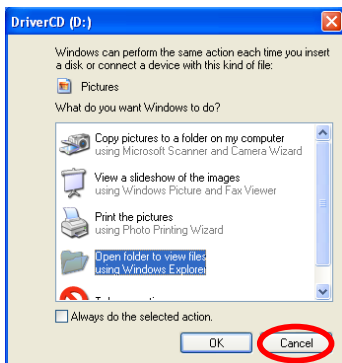 DriverCD (D:)
Windows can perform the same action each time you insert
a disk or connect a device with this kind of file:
Pictures
What do you want Windows to do?
Copy pictures to a folder on my computer
using Microsoft Scanner and Camera Wizard
View a slideshow of the images
using Windows Picture and Fax Viewer
Print the pictures
using Photo Printing Wizard
Open folder to view files
using Windows Explorer
Always do the selected action.
OK
Cancel